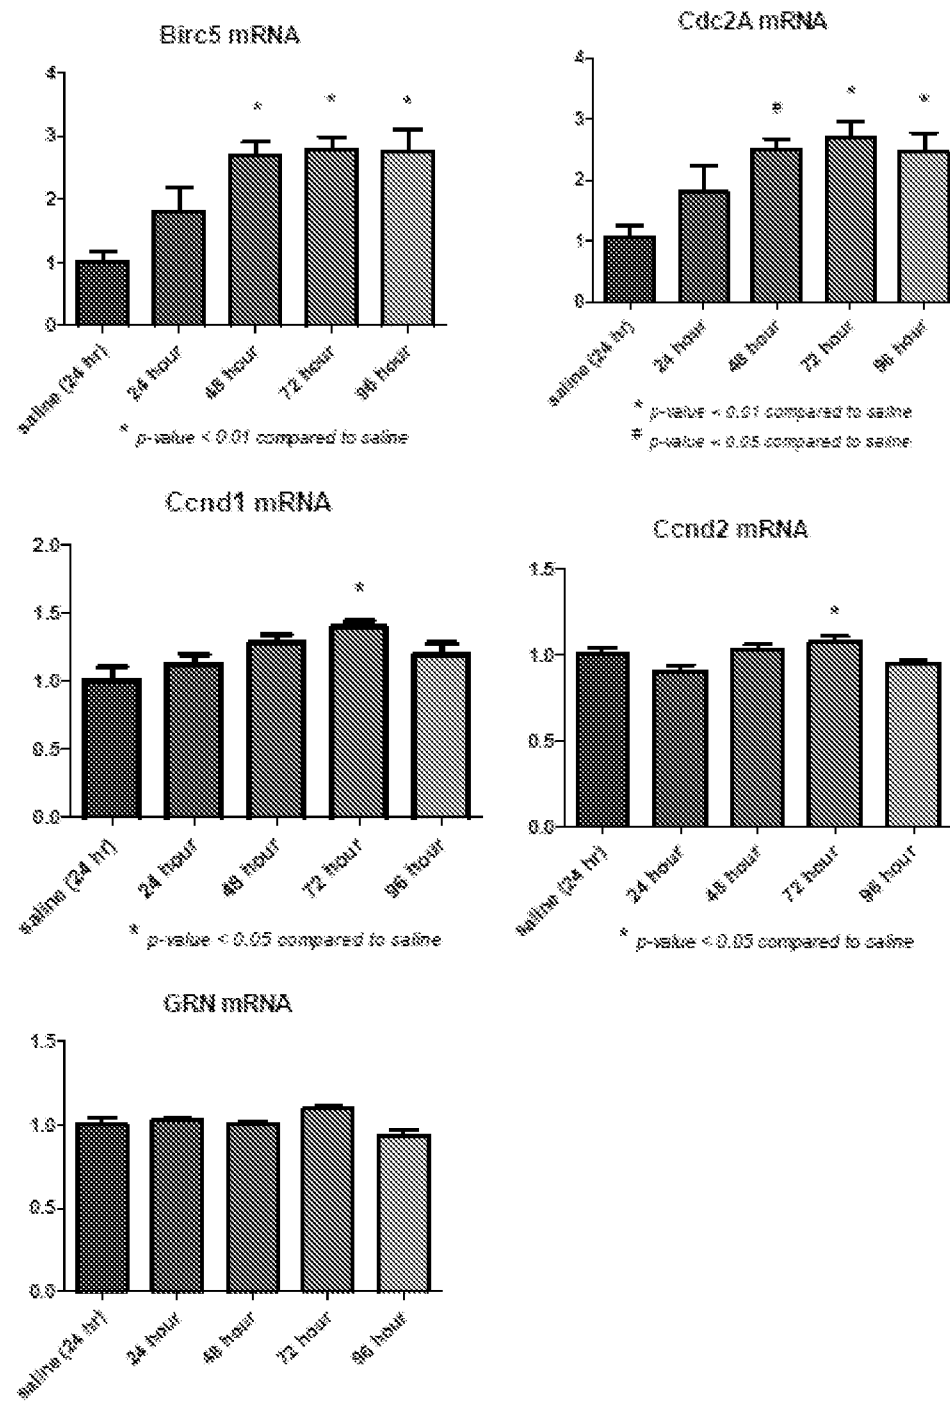 Birc5 mRNA
4
3
2
1
0
saline (24 hr)
24 hour
48 hour
72 hour
96 hour
* * *
* p-value < 0.01 compared to saline
Cdc2A mRNA
4
3
2
1
0
saline (24 hr)
24 hour
48 hour
72 hour
96 hour
# * *
* p-value < 0.01 compared to saline
# p-value < 0.05 compared to saline
Ccnd1 mRNA
2.0
1.5
1.0
0.5
0.0
saline (24 hr)
24 hour
48 hour
72 hour
96 hour
*
* p-value < 0.05 compared to saline
Ccnd2 mRNA
1.5
1.0
0.5
0.0
saline (24 hr)
24 hour
48 hour
72 hour
96 hour
*
* p-value < 0.05 compared to saline
GRN mRNA
1.5
1.0
0.5
0.0
saline (24 hr)
24 hour
48 hour
72 hour
96 hour